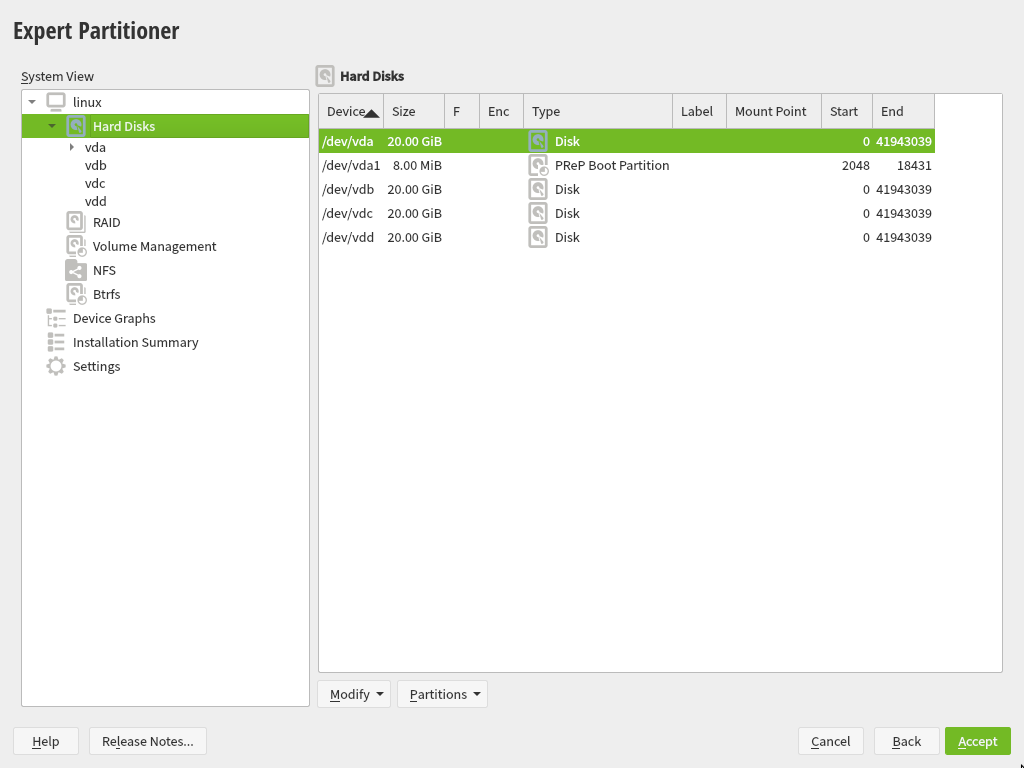 Expert Partitioner
System View
linux
Hard Disks
vda
vdb
vdc
vdd
RAID
Volume Management
NFS
Btrfs
Device Graphs
Installation Summary
Settings
Hard Disks
Device Size F Enc Type Label Mount Point Start End
/dev/vda 20.00 GiB Disk 0 41943039
/dev/vda1 8.00 MiB PReP Boot Partition 2048 18431
/dev/vdb 20.00 GiB Disk 0 41943039
/dev/vdc 20.00 GiB Disk 0 41943039
/dev/vdd 20.00 GiB Disk 0 41943039
Modify Partitions
Help Release Notes... Cancel Back Accept